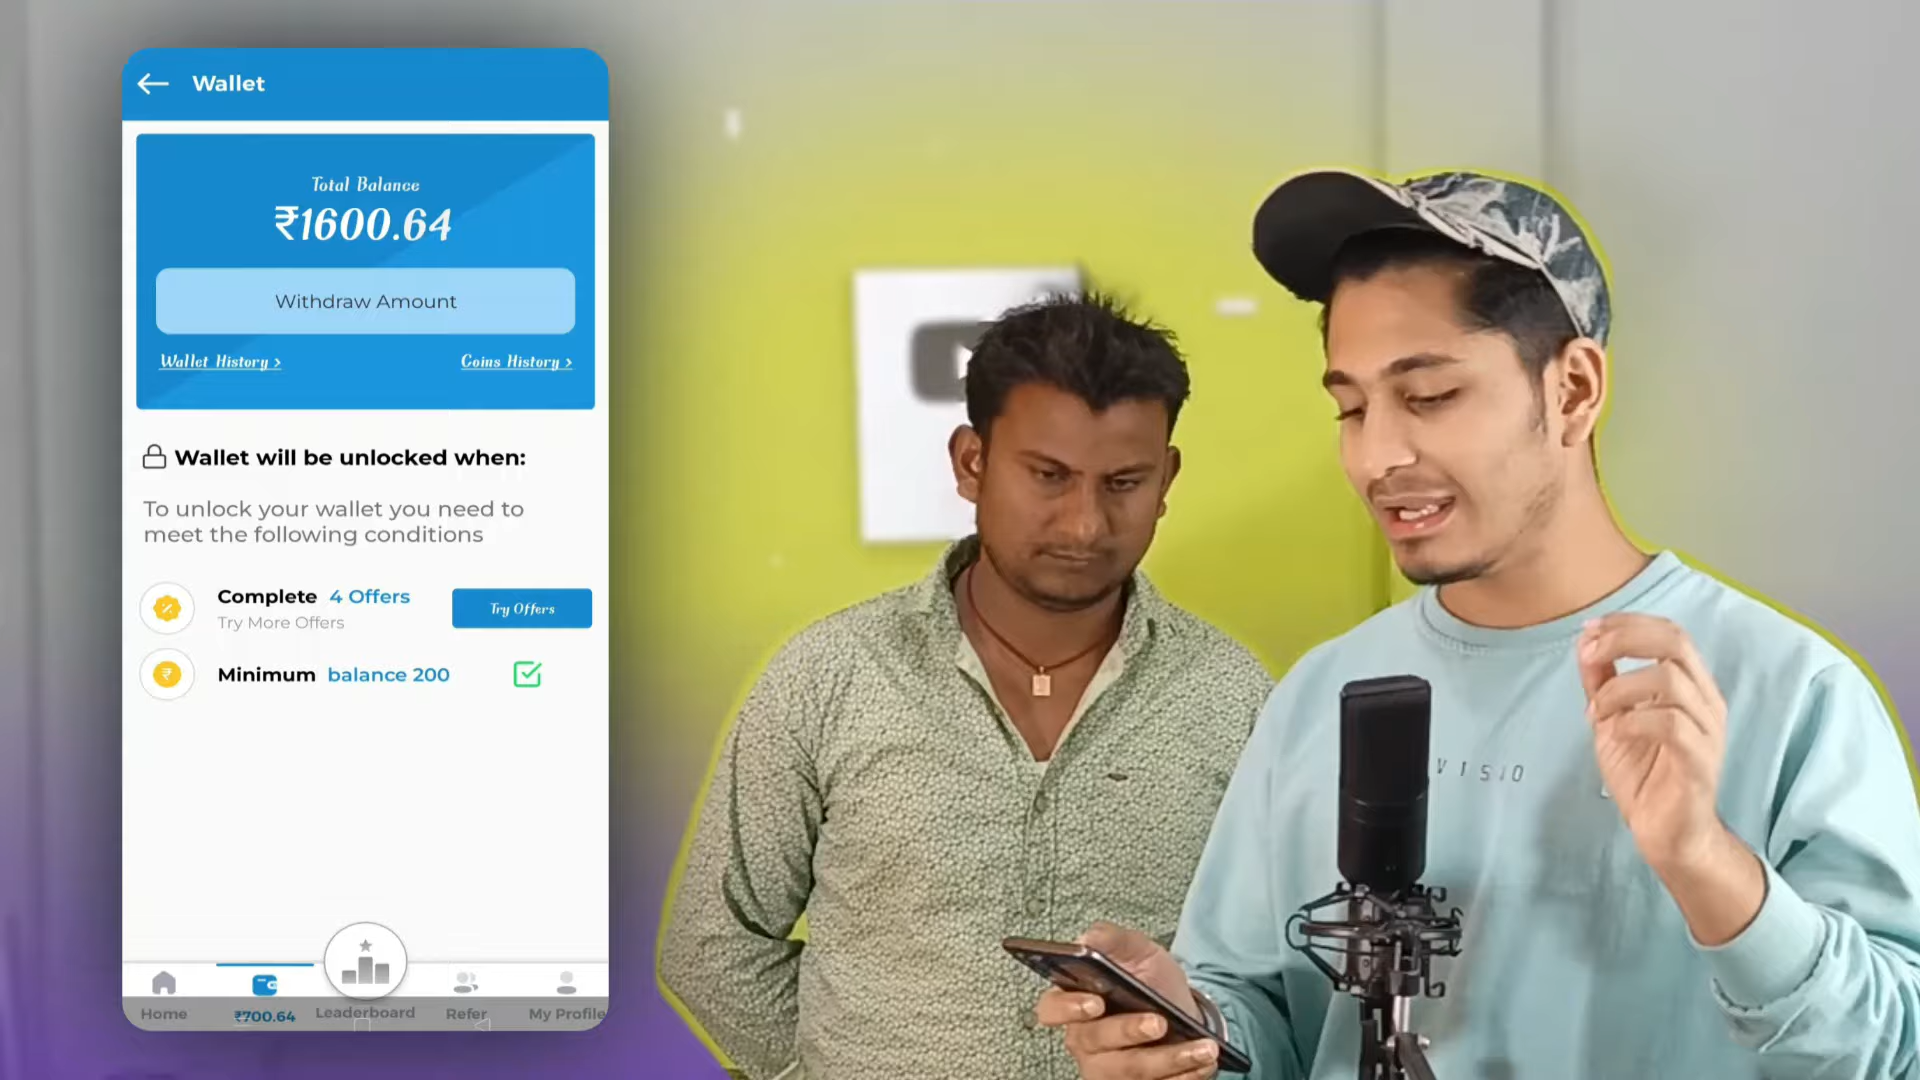 Wallet
Total Balance
₹1600.64
Withdraw Amount
Wallet History >
Coins History >
Wallet will be unlocked when:
To unlock your wallet you need to
meet the following conditions
Complete 4 Offers
Try More Offers
Try Offers
Minimum balance 200
Home
₹700.64
Leaderboard
Refer
My Profile
VISIO